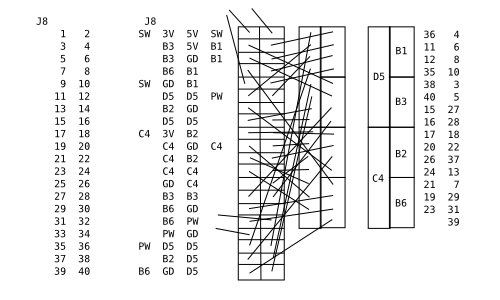 J8 J8
1 2 SW 3V 5V SW 36 4
3 4 B3 5V B1 11 6
5 6 B3 GD B1 12 8
7 8 B6 B1 35 10
9 10 SW GD B1 38 3
11 12 D5 D5 PW 40 5
13 14 B2 GD 15 27
15 16 D5 D5 16 28
17 18 C4 3V B2 17 18
19 20 C4 GD C4 20 22
21 22 C4 B2 26 37
23 24 C4 C4 24 13
25 26 GD C4 21 7
27 28 B3 B3 19 29
29 30 B6 GD 23 31
31 32 B6 PW 39
33 34 PW GD
35 36 PW D5 D5
37 38 B2 D5
39 40 B6 GD D5
B1
D5
B3
B2
C4
B6